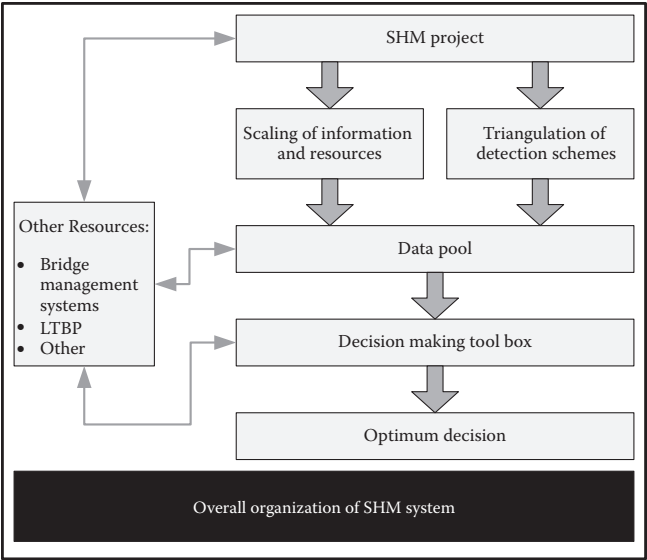 SHM project
Scaling of information
and resources
Triangulation of
detection schemes
Other Resources:
• Bridge
management
systems
• LTBP
• Other
Data pool
Decision making tool box
Optimum decision
Overall organization of SHM system